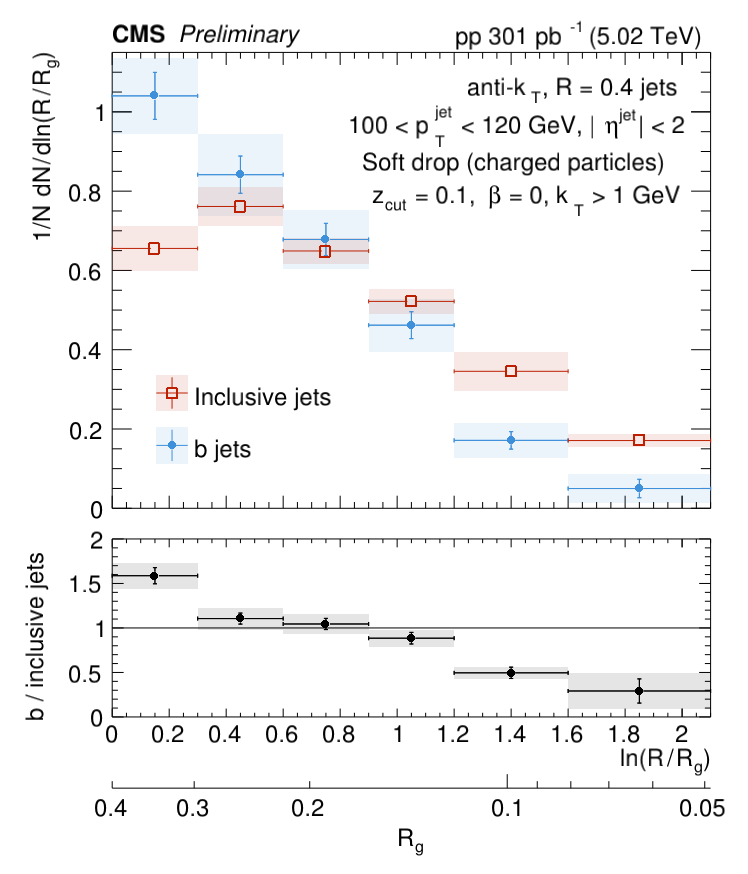 CMS Preliminary pp 301 pb⁻¹ (5.02 TeV)
1/N dN/dln(R/R_g)
anti-k_T, R = 0.4 jets
100 < p_T^jet < 120 GeV, | η^jet | < 2
Soft drop (charged particles)
z_cut = 0.1, β = 0, k_T > 1 GeV
1
0.8
0.6
0.4
0.2
0
Inclusive jets
b jets
b / inclusive jets
2
1.5
1
0.5
0
0 0.2 0.4 0.6 0.8 1 1.2 1.4 1.6 1.8 2
ln(R/R_g)
0.4 0.3 0.2 0.1 0.05
R_g